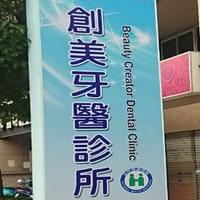 創美牙醫診所
Beauty Creator Dental Clinic